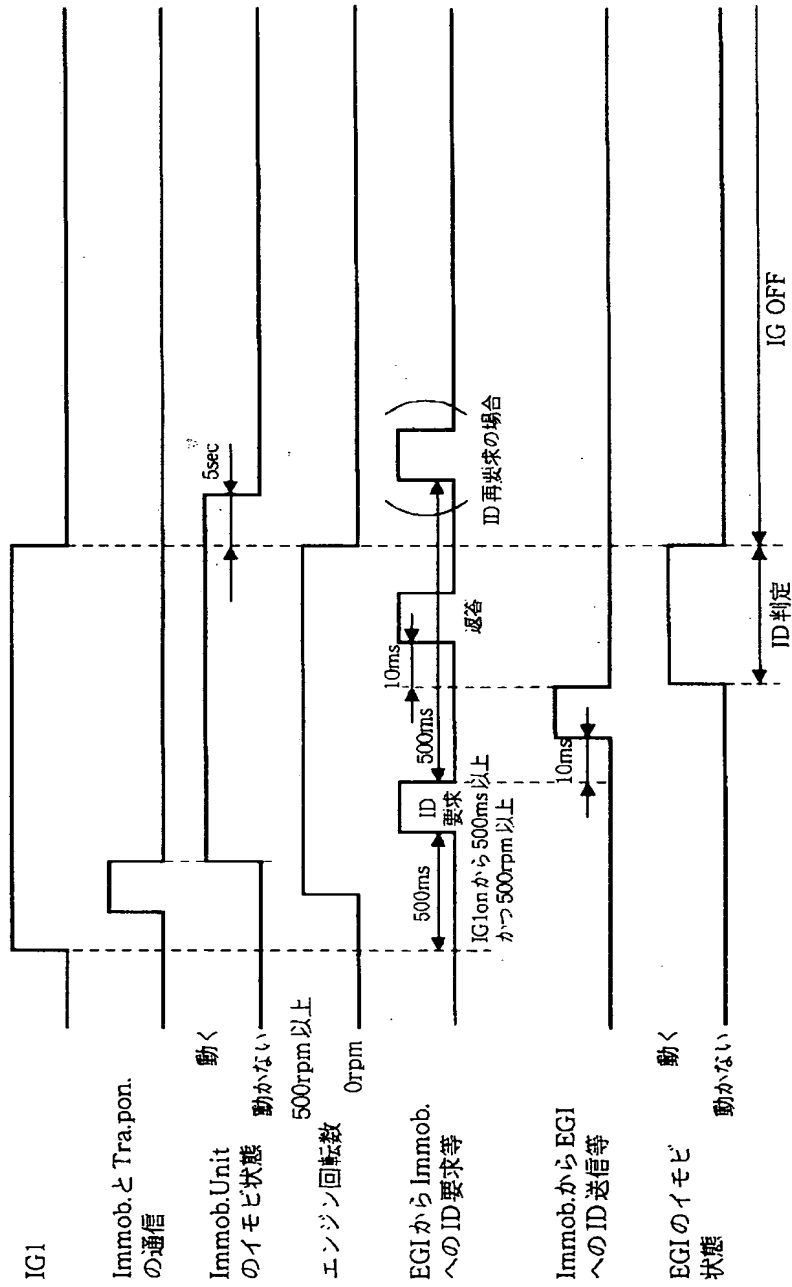 IG1
Immob.とTra.pon.
の通信
Immob.Unit
のイモビ状態
動く
動かない
エンジン回転数
500rpm以上
0rpm
EGIからImmob.
へのID要求等
Immob.からEGI
へのID送信等
EGIのイモビ
状態
動く
動かない
5sec
500ms
ID
要求
IG1onから500ms以上
かつ500rpm以上
500ms
10ms
返答
ID再要求の場合
10ms
ID判定
IG OFF